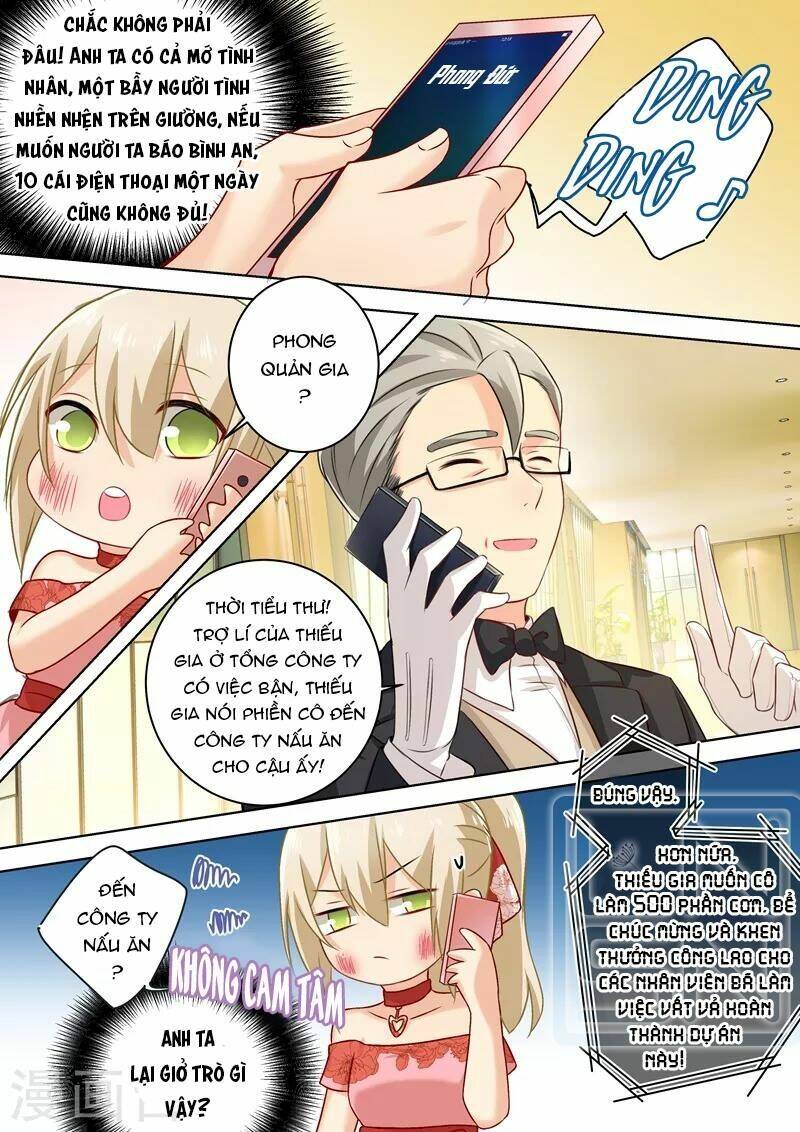 CHẮC KHÔNG PHẢI
ĐÂU! ANH TA CÓ CẢ MỚ TÌNH
NHÂN, MỘT BẦY NGƯỜI TÌNH
NHỀN NHỆN TRÊN GIƯỜNG, NẾU
MUỐN NGƯỜI TA BÁO BÌNH AN,
10 CÁI ĐIỆN THOẠI MỘT NGÀY
CŨNG KHÔNG ĐỦ!
Phong Đức
DING
DING
PHONG
QUẢN GIA
?
THỜI TIỂU THƯ!
TRỢ LÍ CỦA THIẾU
GIA Ở TỔNG CÔNG TY
CÓ VIỆC BẬN, THIẾU
GIA NÓI PHIỀN CÔ ĐẾN
CÔNG TY NẤU ĂN
CHO CẬU ẤY!
ĐÚNG VẬY.
HƠN NỮA,
THIẾU GIA MUỐN CÔ
LÀM 500 PHẦN CƠM. ĐỂ
CHÚC MỪNG VÀ KHEN
THƯỞNG CÔNG LAO CHO
CÁC NHÂN VIÊN ĐÃ LÀM
VIỆC VẤT VẢ HOÀN
THÀNH DỰ ÁN
NÀY!
ĐẾN
CÔNG TY
NẤU ĂN
?
KHÔNG CAM TÂM
ANH TA
LẠI GIỞ TRÒ GÌ
VẬY?